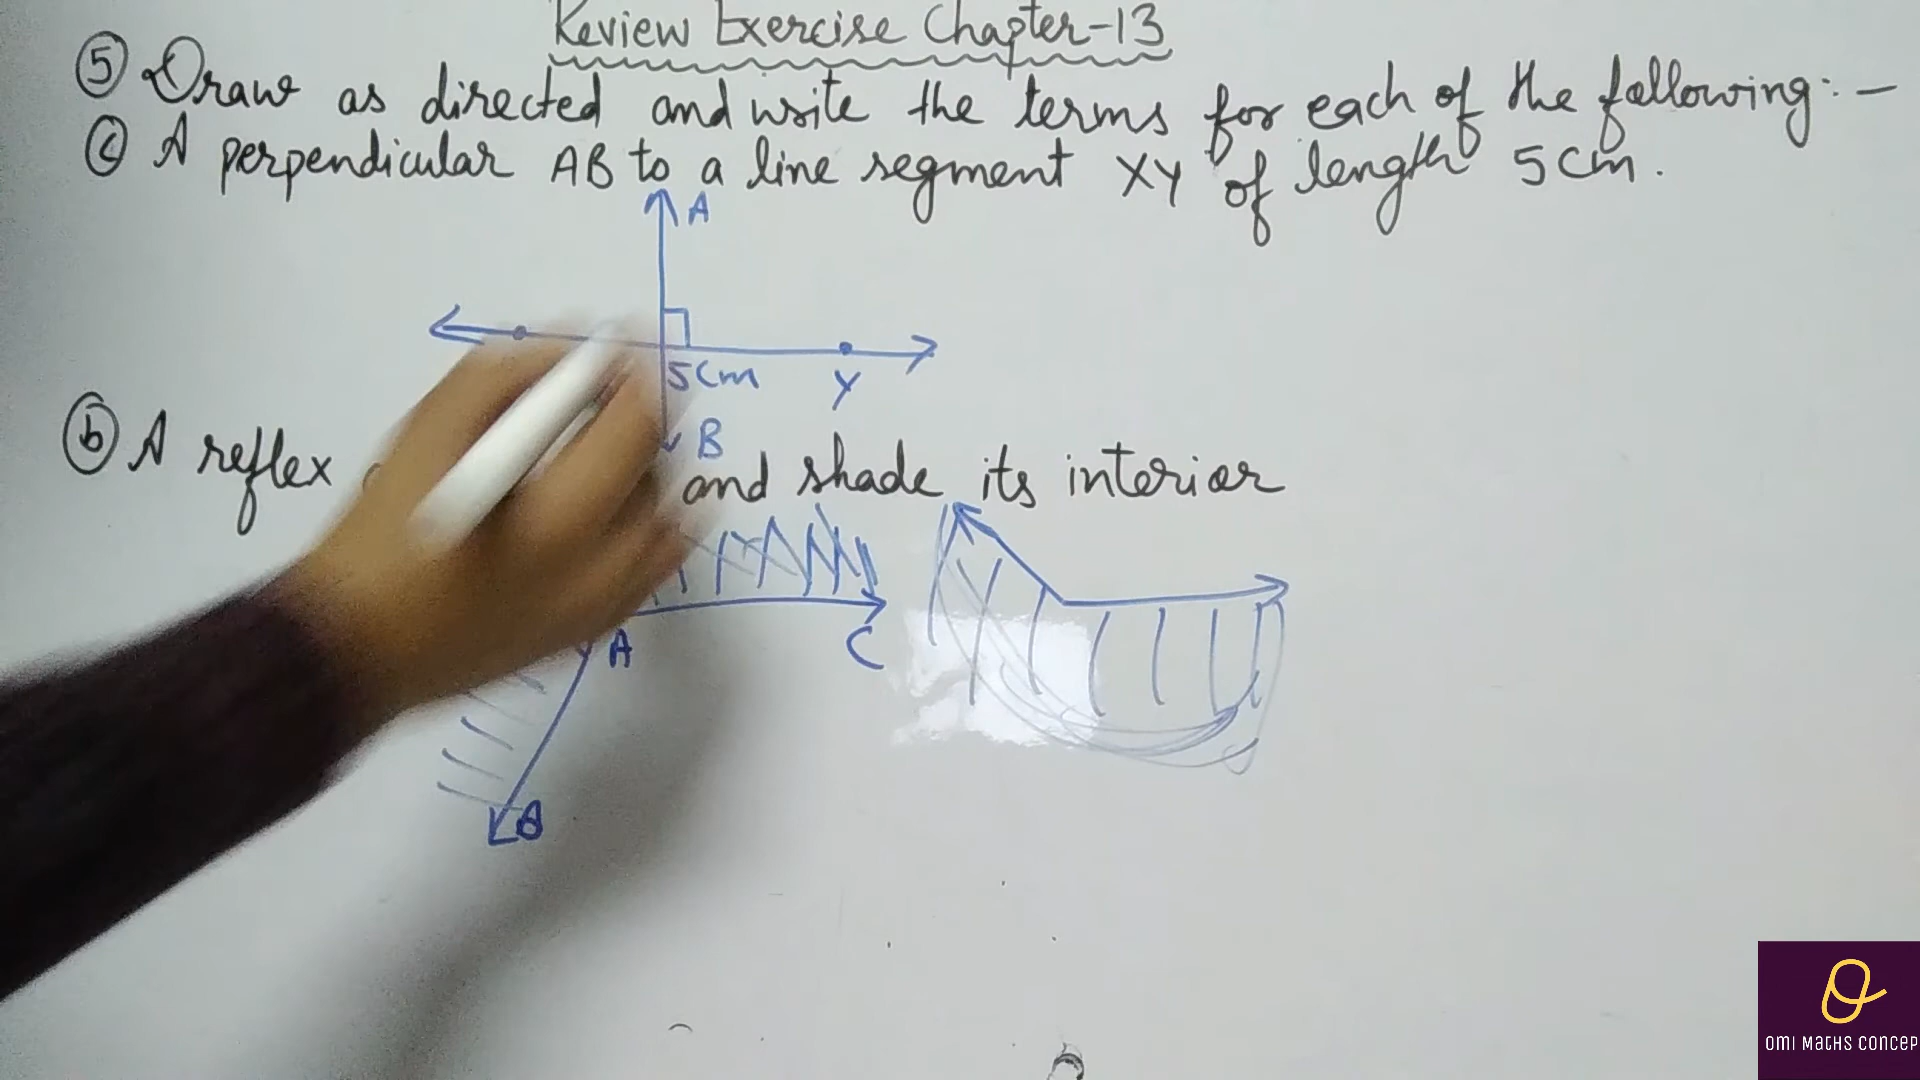 Review Exercise Chapter-13
⑤ Draw as directed and write the terms for each of the following:-
Ⓒ A perpendicular AB to a line segment XY of length 5cm.
A
5cm
Y
B
ⓑ A reflex and shade its interior
A
C
B
OMI MATHS CONCEP